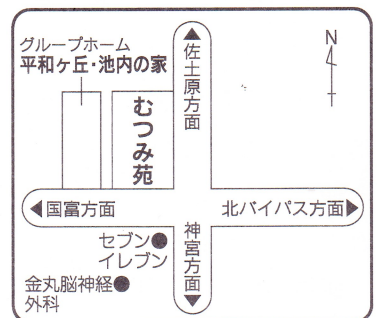 グループホーム
平和ヶ丘・池内の家
むつみ苑
▲佐土原方面
N
◀国富方面
北バイパス方面▶
神宮方面▼
セブン●
イレブン
金丸脳神経●
外科